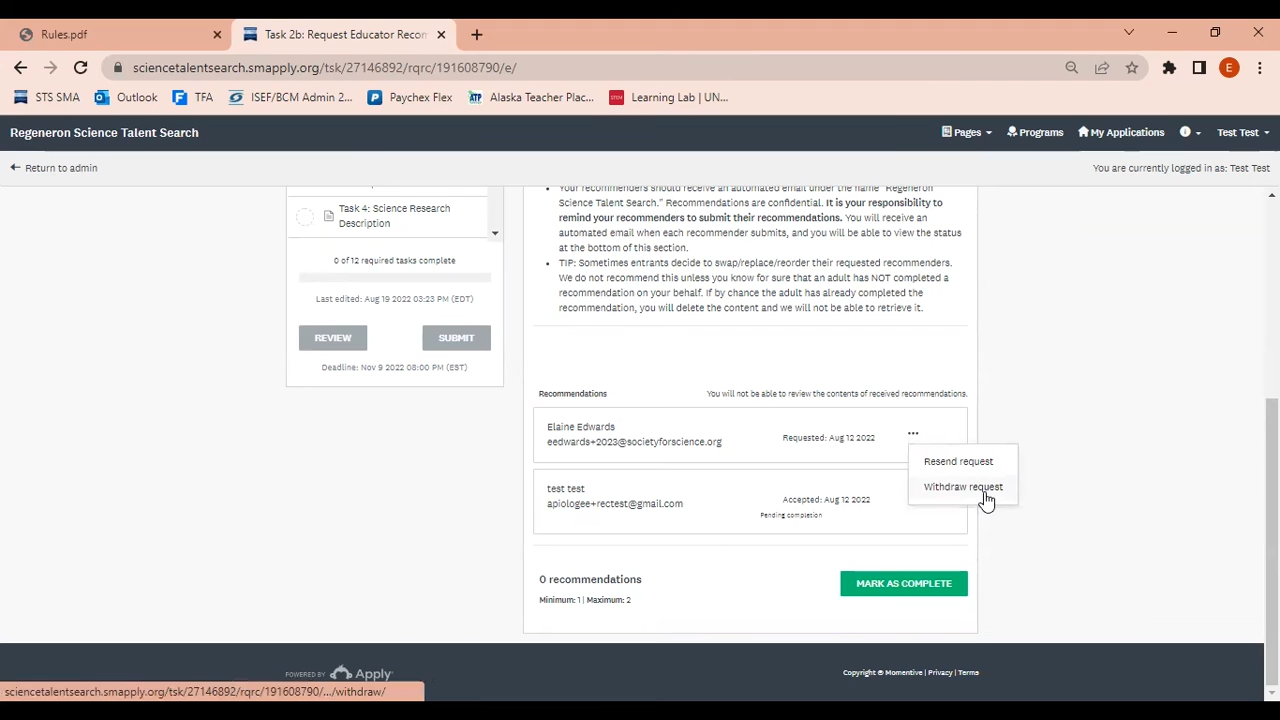 Rules.pdf
Task 2b: Request Educator Recon
sciencetalentsearch.smapply.org/tsk/27146892/rqrc/191608790/e/
E
STS SMA
Outlook
TFA
ISEF/BCM Admin 2...
Paychex Flex
ATP
Alaska Teacher Plac...
Learning Lab | UN...
Regeneron Science Talent Search
Pages
Programs
My Applications
Test Test
Return to admin
You are currently logged in as: Test Test
Task 4: Science Research
Description
0 of 12 required tasks complete
Last edited: Aug 19 2022 03:23 PM (EDT)
REVIEW
SUBMIT
Deadline: Nov 9 2022 08:00 PM (EST)
Your recommenders should receive an automated email under the name "Regeneron
Science Talent Search." Recommendations are confidential. It is your responsibility to
remind your recommenders to submit their recommendations. You will receive an
automated email when each recommender submits, and you will be able to view the status
at the bottom of this section.
TIP: Sometimes entrants decide to swap/replace/reorder their requested recommenders.
We do not recommend this unless you know for sure that an adult has NOT completed a
recommendation on your behalf. If by chance the adult has already completed the
recommendation, you will delete the content and we will not be able to retrieve it.
Recommendations
You will not be able to review the contents of received recommendations.
Elaine Edwards
eedwards+2023@societyforscience.org
Requested: Aug 12 2022
...
Resend request
Withdraw request
test test
apiologee+rectest@gmail.com
Accepted: Aug 12 2022
Pending completion
0 recommendations
Minimum: 1 | Maximum: 2
MARK AS COMPLETE
POWERED BY
Apply
Copyright © Momentive | Privacy | Terms
sciencetalentsearch.smapply.org/tsk/27146892/rqrc/191608790/.../withdraw/